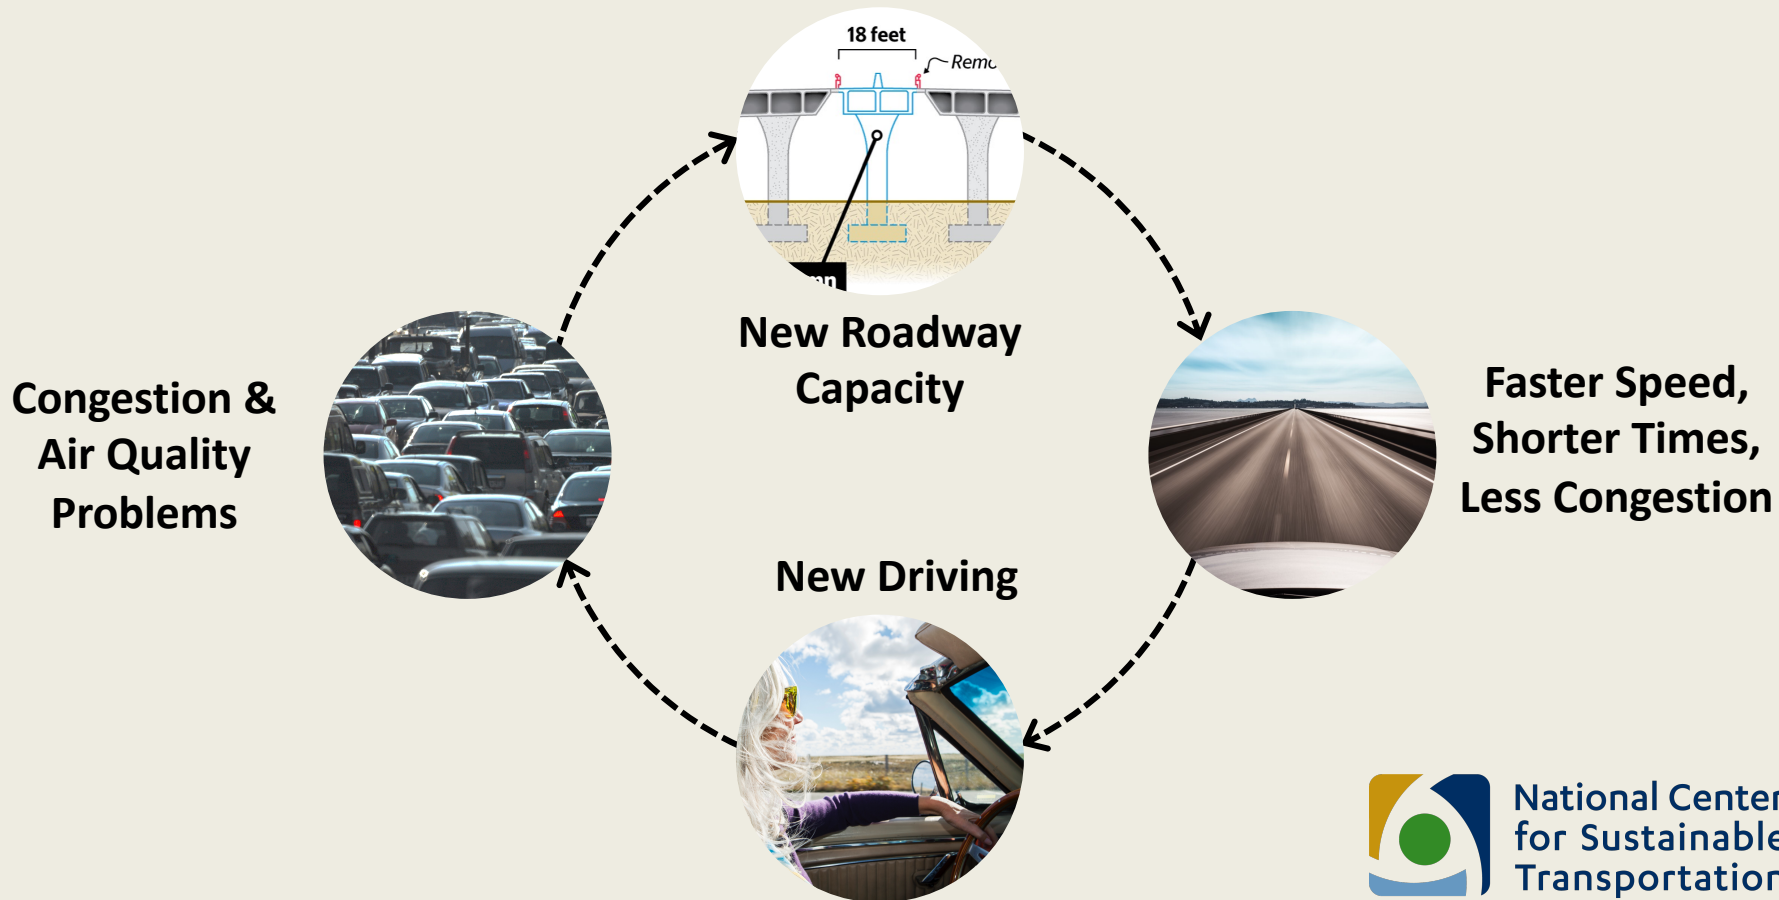 18 feet
New Roadway
Capacity
Congestion &
Air Quality
Problems
Faster Speed,
Shorter Times,
Less Congestion
New Driving
National Center
for Sustainable
Transportation